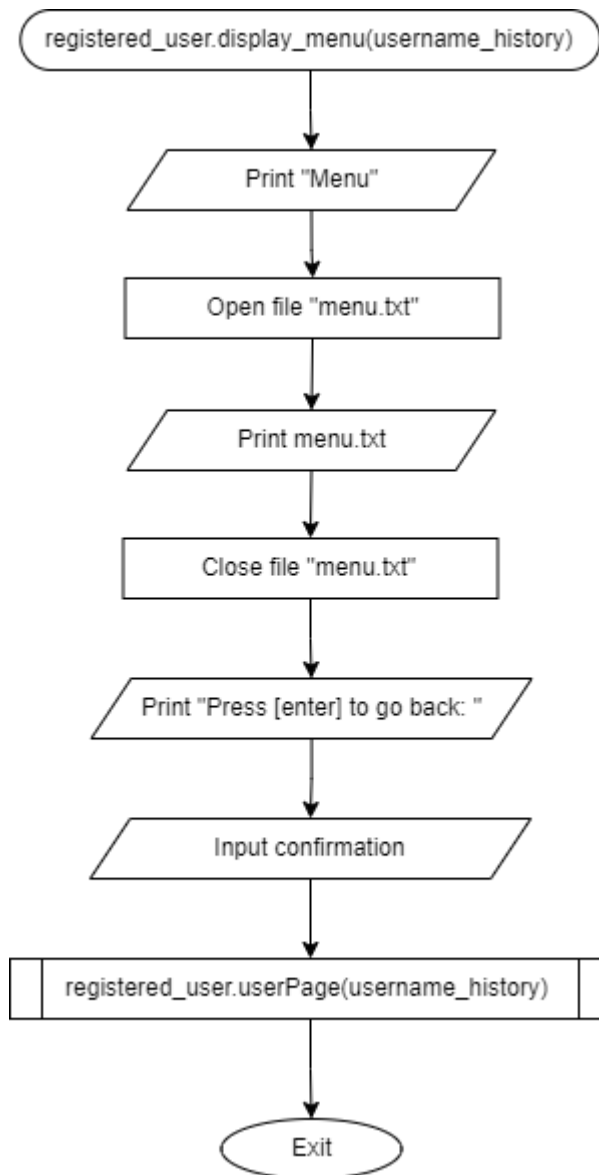 registered_user.display_menu(username_history)
Print "Menu"
Open file "menu.txt"
Print menu.txt
Close file "menu.txt"
Print "Press [enter] to go back: "
Input confirmation
registered_user.userPage(username_history)
Exit